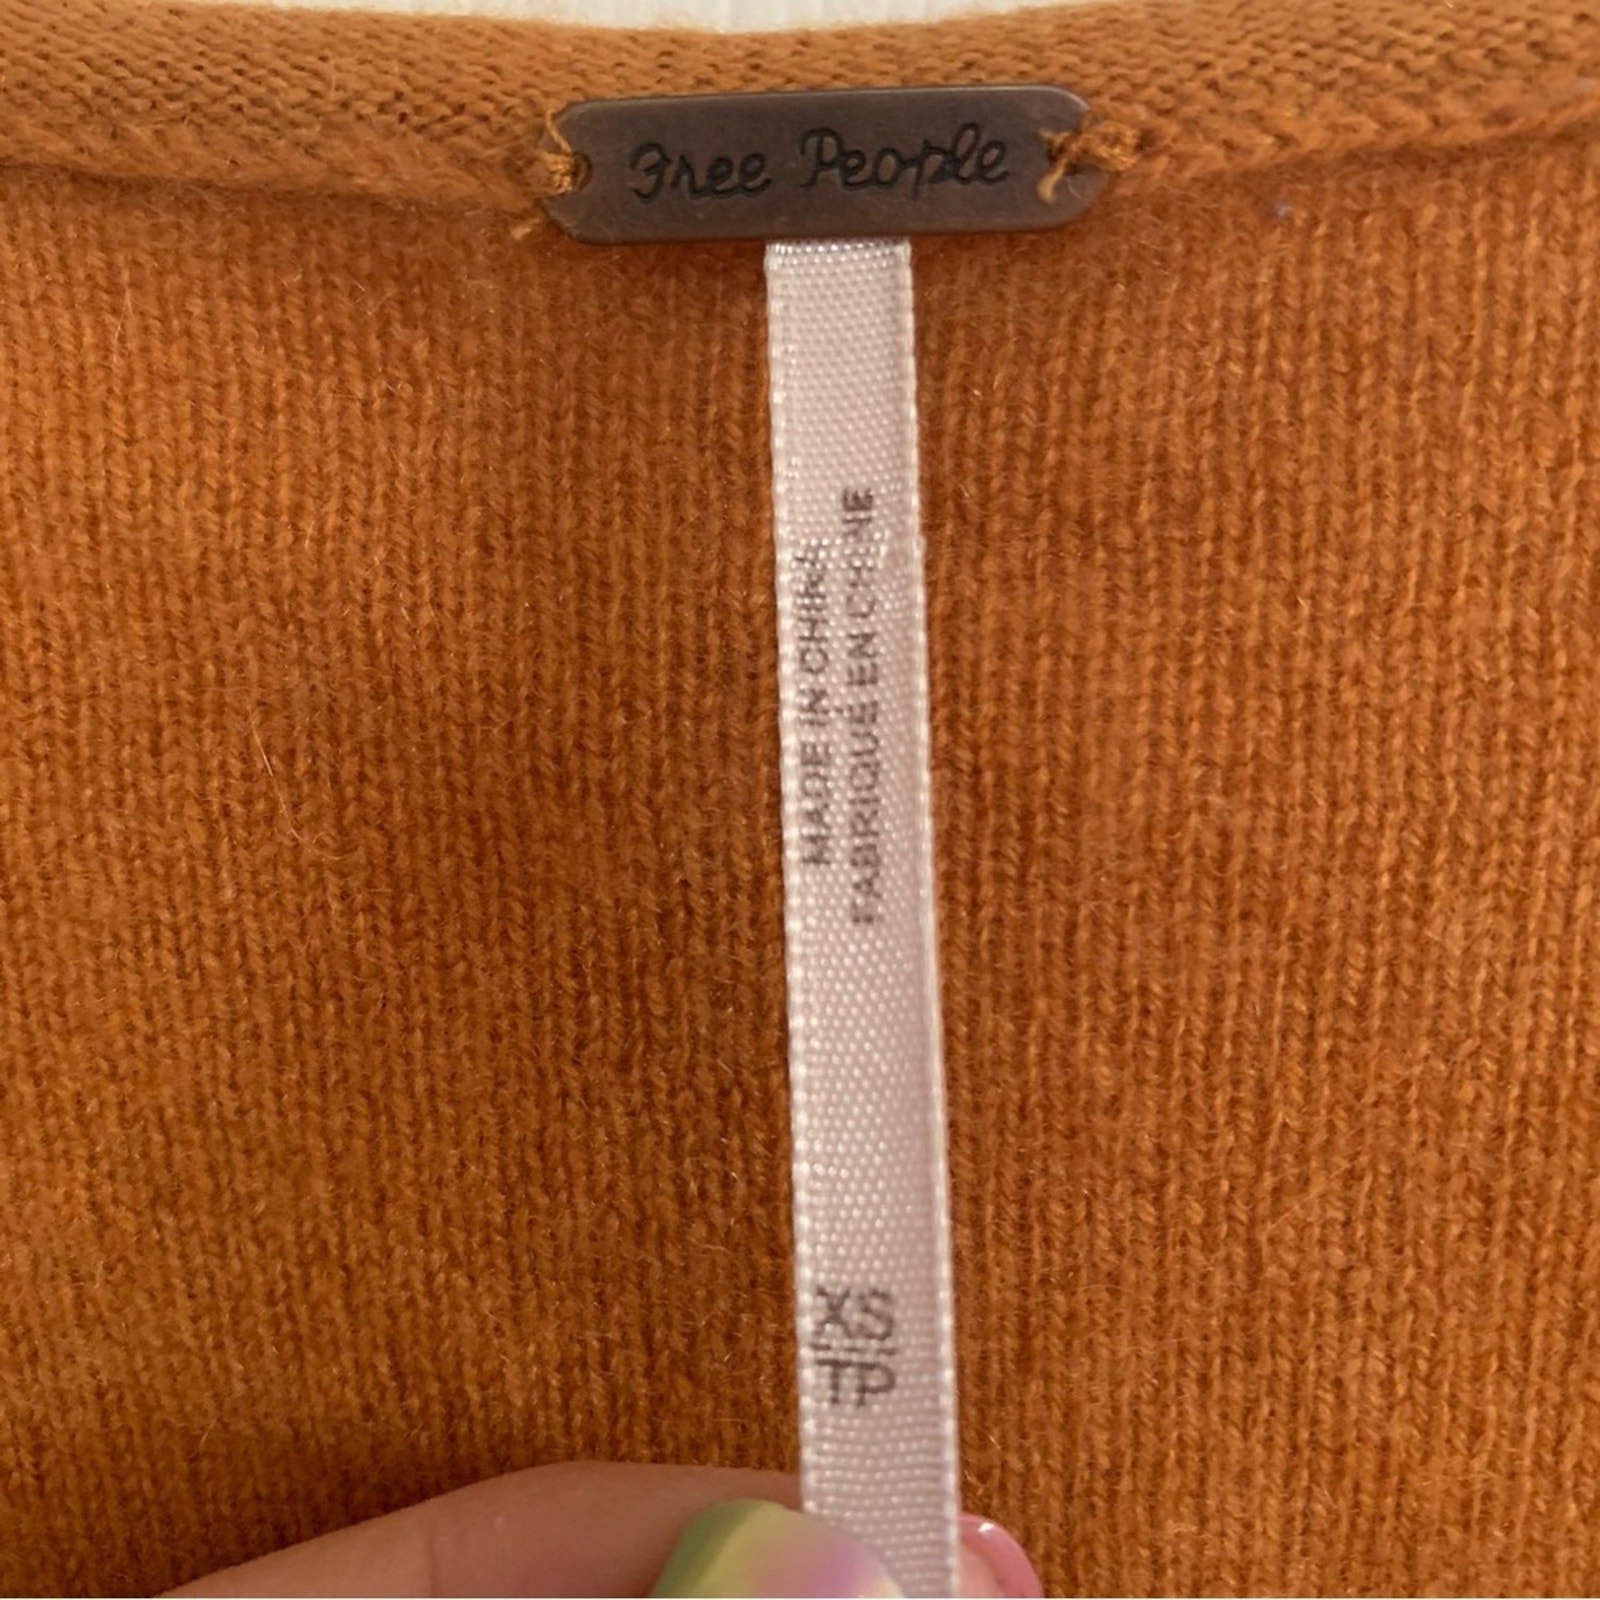 Free People
MADE IN CHINA
FABRIQUÉ EN CHINE
XS
TP